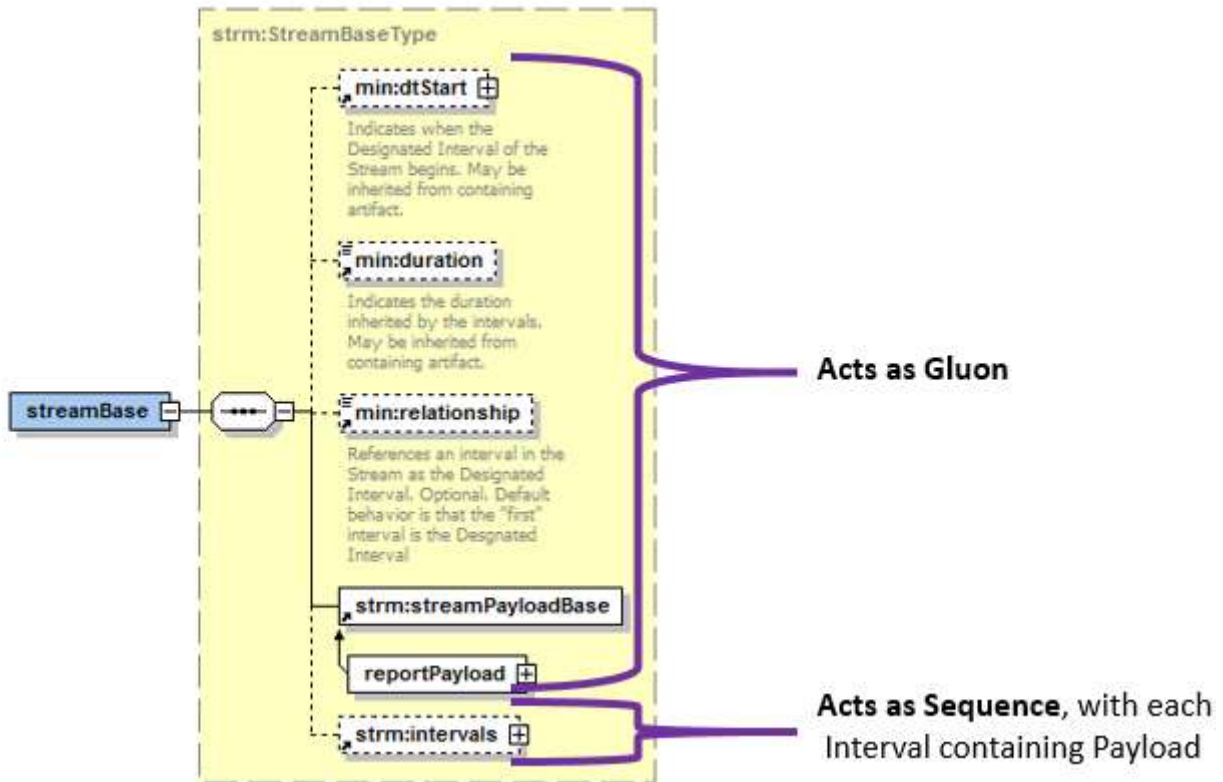 strm:StreamBaseType
min:dtStart
Indicates when the
Designated Interval of the
Stream begins. May be
inherited from containing
artifact.
min:duration
Indicates the duration
inherited by the intervals.
May be inherited from
containing artifact.
Acts as Gluon
streamBase
min:relationship
References an interval in the
Stream as the Designated
Interval. Optional. Default
behavior is that the "first"
interval is the Desgnated
Interval
strm:streamPayloadBase
reportPayload
strm:intervals
Acts as Sequence, with each
Interval containing Payload